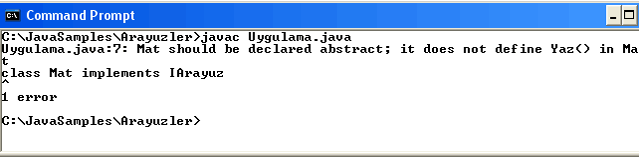 Command Prompt
C:\JavaSamples\Arayuzler>javac Uygulama.java
Uygulama.java:7: Mat should be declared abstract; it does not define Yaz() in Ma
t
class Mat implements IArayuz
^
1 error
C:\JavaSamples\Arayuzler>